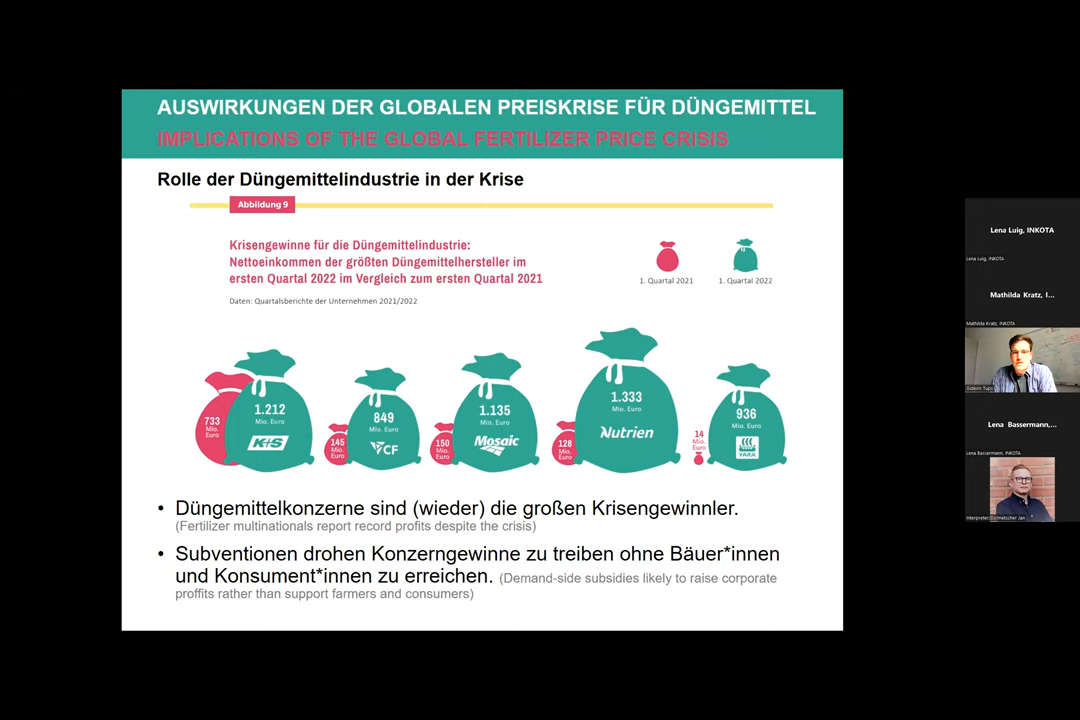 AUSWIRKUNGEN DER GLOBALEN PREISKRISE FÜR DÜNGEMITTEL
IMPLICATIONS OF THE GLOBAL FERTILIZER PRICE CRISIS
Rolle der Düngemittelindustrie in der Krise
Abbildung 9
Krisengewinne für die Düngemittelindustrie:
Nettoeinkommen der größten Düngemittelhersteller im
ersten Quartal 2022 im Vergleich zum ersten Quartal 2021
Daten: Quartalsberichte der Unternehmen 2021/2022
1. Quartal 2021
1. Quartal 2022
733
Mio.
Euro
1.212
Mio. Euro
K+S
145
Mio.
Euro
849
Mio. Euro
CF
150
Mio.
Euro
1.135
Mio. Euro
Mosaic
128
Mio.
Euro
1.333
Mio. Euro
Nutrien
14
Mio.
Euro
936
Mio. Euro
YARA
• Düngemittelkonzerne sind (wieder) die großen Krisengewinnler.
(Fertilizer multinationals report record profits despite the crisis)
• Subventionen drohen Konzerngewinne zu treiben ohne Bäuer*innen
und Konsument*innen zu erreichen. (Demand-side subsidies likely to raise corporate
proffits rather than support farmers and consumers)
Lena Luig, INKOTA
Lena Luig, INKOTA
Mathilda Kratz, I...
Mathilda Kratz, INKOTA
Gideon Tups
Lena Bassermann,...
Lena Bassermann, INKOTA
Interpreter/Dolmetscher Jan